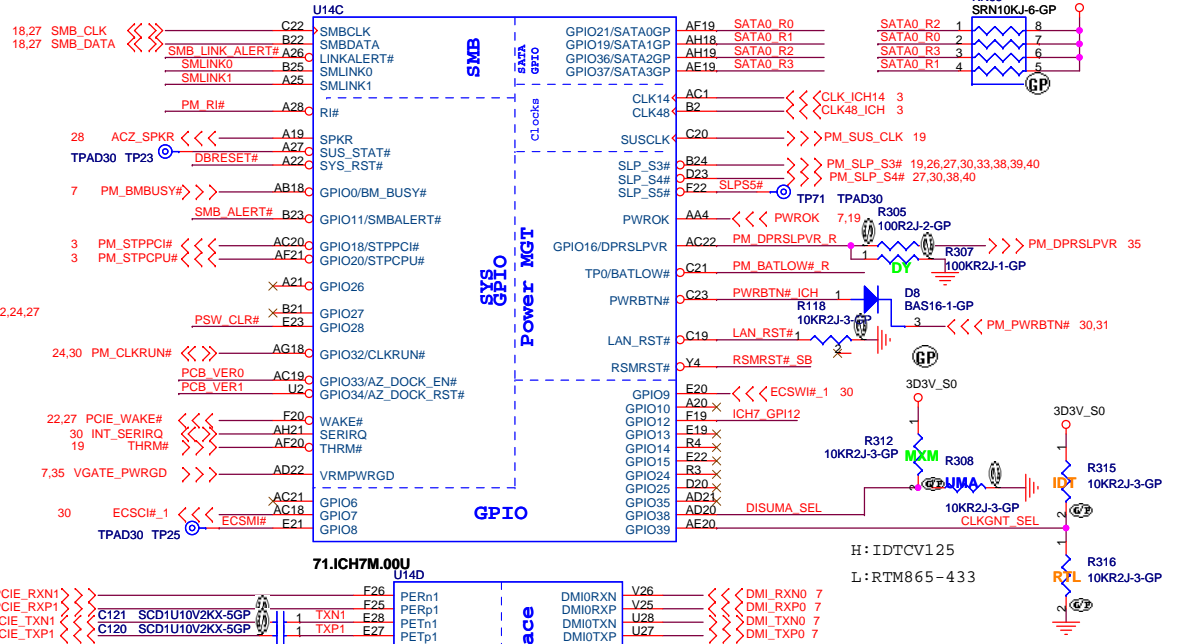 U14C
SRN10KJ-6-GP
18,27 SMB_CLK
C22
SMBCLK
SMB
SATA
GPIO
GPIO21/SATA0GP
AF19
SATA0_R0
SATA0_R2
1
8
18,27 SMB_DATA
B22
SMBDATA
GPIO19/SATA1GP
AH18
SATA0_R1
SATA0_R0
2
7
SMB_LINK_ALERT#
A26
LINKALERT#
GPIO36/SATA2GP
AH19
SATA0_R2
SATA0_R3
3
6
SMLINK0
B25
SMLINK0
GPIO37/SATA3GP
AE19
SATA0_R3
SATA0_R1
4
5
SMLINK1
A25
SMLINK1
GP
Clocks
CLK14
AC1
CLK_ICH14 3
PM_RI#
A28
RI#
CLK48
B2
CLK48_ICH 3
28 ACZ_SPKR
A19
SPKR
SUSCLK
C20
PM_SUS_CLK 19
TPAD30 TP23
A27
SUS_STAT#
DBRESET#
A22
SYS_RST#
SLP_S3#
B24
PM_SLP_S3# 19,26,27,30,33,38,39,40
SLP_S4#
D23
PM_SLP_S4# 27,30,38,40
7 PM_BMBUSY#
AB18
GPIO0/BM_BUSY#
SLP_S5#
F22
SLPS5#
TP71 TPAD30
SMB_ALERT#
B23
GPIO11/SMBALERT#
PWROK
AA4
PWROK 7,19
R305
100R2J-2-GP
3 PM_STPPCI#
AC20
GPIO18/STPPCI#
SYS
GPIO
Power MGT
GPIO16/DPRSLPVR
AC22
PM_DPRSLPVR_R
PM_DPRSLPVR 35
3 PM_STPCPU#
AF21
GPIO20/STPCPU#
1
DY
R307
100KR2J-1-GP
TP0/BATLOW#
C21
PM_BATLOW#_R
A21
GPIO26
PWRBTN#
C23
PWRBTN#_ICH
1
D8
BAS16-1-GP
2,24,27
B21
GPIO27
R118
10KR2J-3-GP
3
PM_PWRBTN# 30,31
PSW_CLR#
E23
GPIO28
LAN_RST#
C19
LAN_RST#
1
2
24,30 PM_CLKRUN#
AG18
GPIO32/CLKRUN#
GP
RSMRST#
Y4
RSMRST#_SB
PCB_VER0
AC19
GPIO33/AZ_DOCK_EN#
PCB_VER1
U2
GPIO34/AZ_DOCK_RST#
3D3V_S0
GPIO9
E20
ECSWI#_1 30
GPIO10
A20
3D3V_S0
22,27 PCIE_WAKE#
F20
WAKE#
GPIO12
F19
ICH7_GPI12
1
30 INT_SERIRQ
AH21
SERIRQ
GPIO13
E19
R312
10KR2J-3-GP
19 THRM#
AF20
THRM#
GPIO14
R4
MXM
GPIO15
E22
R308
1
R315
7,35 VGATE_PWRGD
AD22
VRMPWRGD
GPIO24
R3
2
UMA
IDT
10KR2J-3-GP
GPIO25
D20
AC21
GPIO6
GPIO35
AD21
10KR2J-3-GP
2
30 ECSCI#_1
AC18
GPIO7
GPIO
GPIO38
AD20
DISUMA_SEL
TPAD30 TP25
ECSMI#
E21
GPIO8
GPIO39
AE20
CLKGNT_SEL
71.ICH7M.00U
H:IDTCV125
1
R316
L:RTM865-433
RTL
10KR2J-3-GP
2
U14D
PCIE_RXN1
F26
PERn1
DMI0RXN
V26
DMI_RXN0 7
PCIE_RXP1
F25
PERp1
DMI0RXP
V25
DMI_RXP0 7
PCIE_TXN1
C121 SCD1U10V2KX-5GP
1
TXN1
E28
PETn1
DMI0TXN
U28
DMI_TXN0 7
PCIE_TXP1
C120 SCD1U10V2KX-5GP
1
TXP1
E27
PETp1
DMI0TXP
U27
DMI_TXP0 7